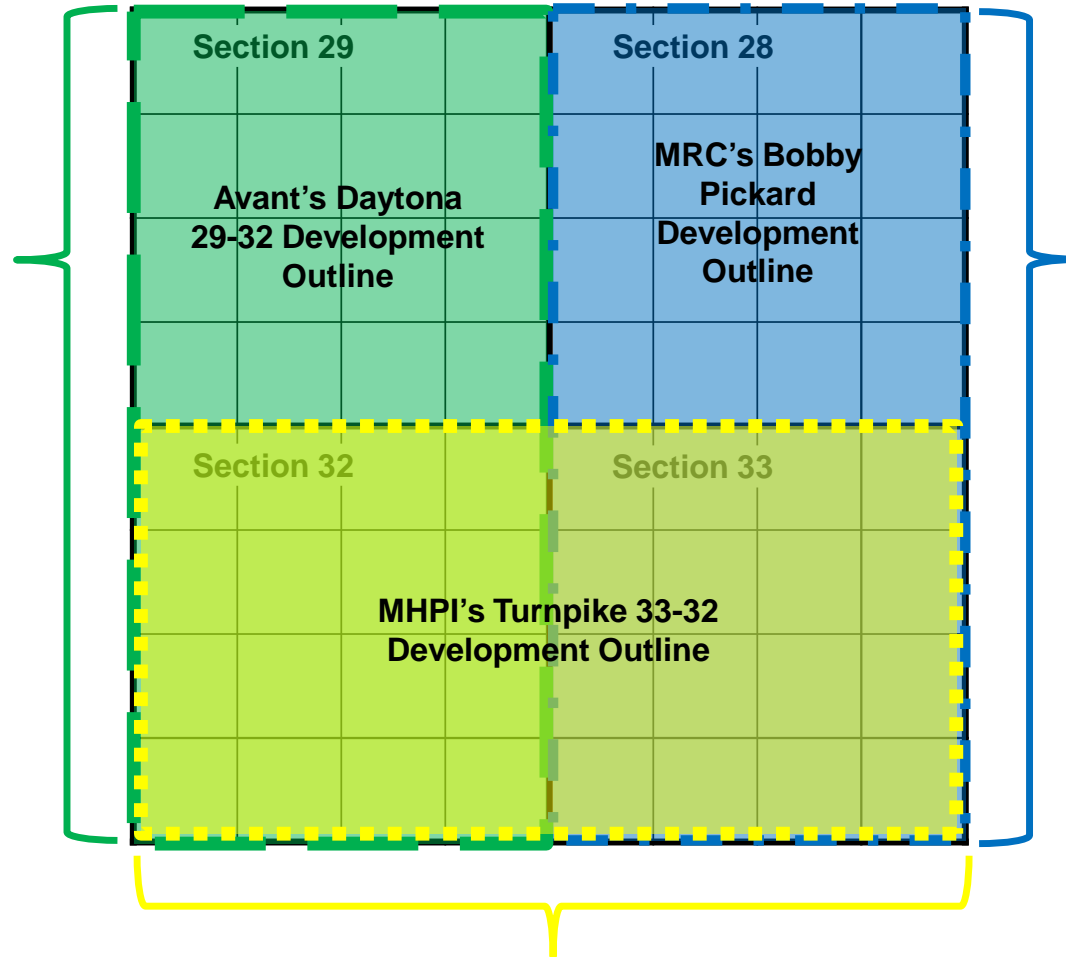 Section 29
Section 28
Avant’s Daytona
29-32 Development
Outline
MRC’s Bobby
Pickard
Development
Outline
Section 32
Section 33
MHPI’s Turnpike 33-32
Development Outline